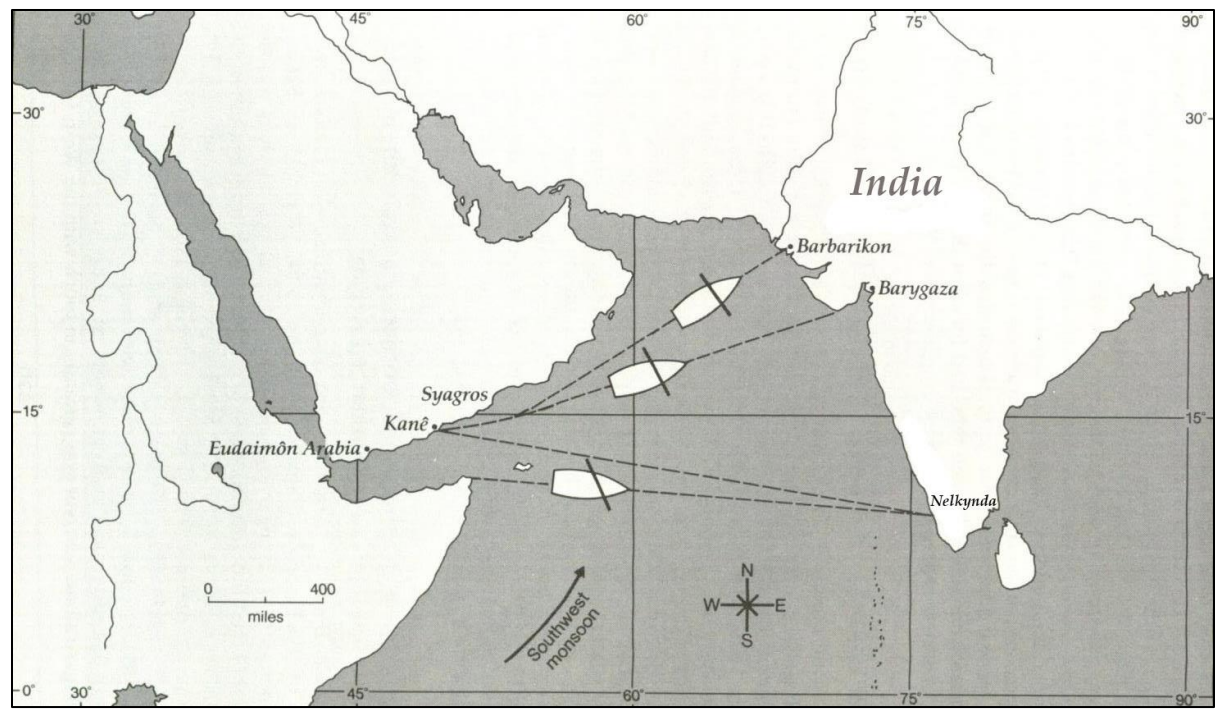 30°
45°
60°
75°
90°
30°
30°
India
Barbarikon
Barygaza
Syagros
15°
Kanê
15°
Eudaimôn Arabia
Nelkynda
0
400
miles
Southwest
monsoon
N
W
E
S
0°
30°
45°
60°
75°
90°